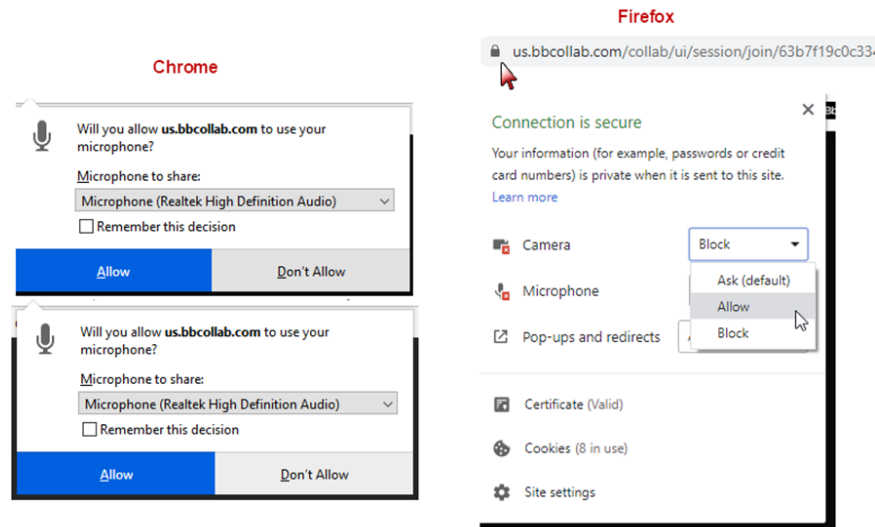 Chrome
Will you allow us.bbcollab.com to use your
microphone?
Microphone to share:
Microphone (Realtek High Definition Audio)
Remember this decision
Allow
Don't Allow
Will you allow us.bbcollab.com to use your
microphone?
Microphone to share:
Microphone (Realtek High Definition Audio)
Remember this decision
Allow
Don't Allow
Firefox
us.bbcollab.com/collab/ui/session/join/63b7f19c0c33
Connection is secure
Your information (for example, passwords or credit
card numbers) is private when it is sent to this site.
Learn more
Camera
Block
Ask (default)
Microphone
Allow
Pop-ups and redirects
Block
Certificate (Valid)
Cookies (8 in use)
Site settings